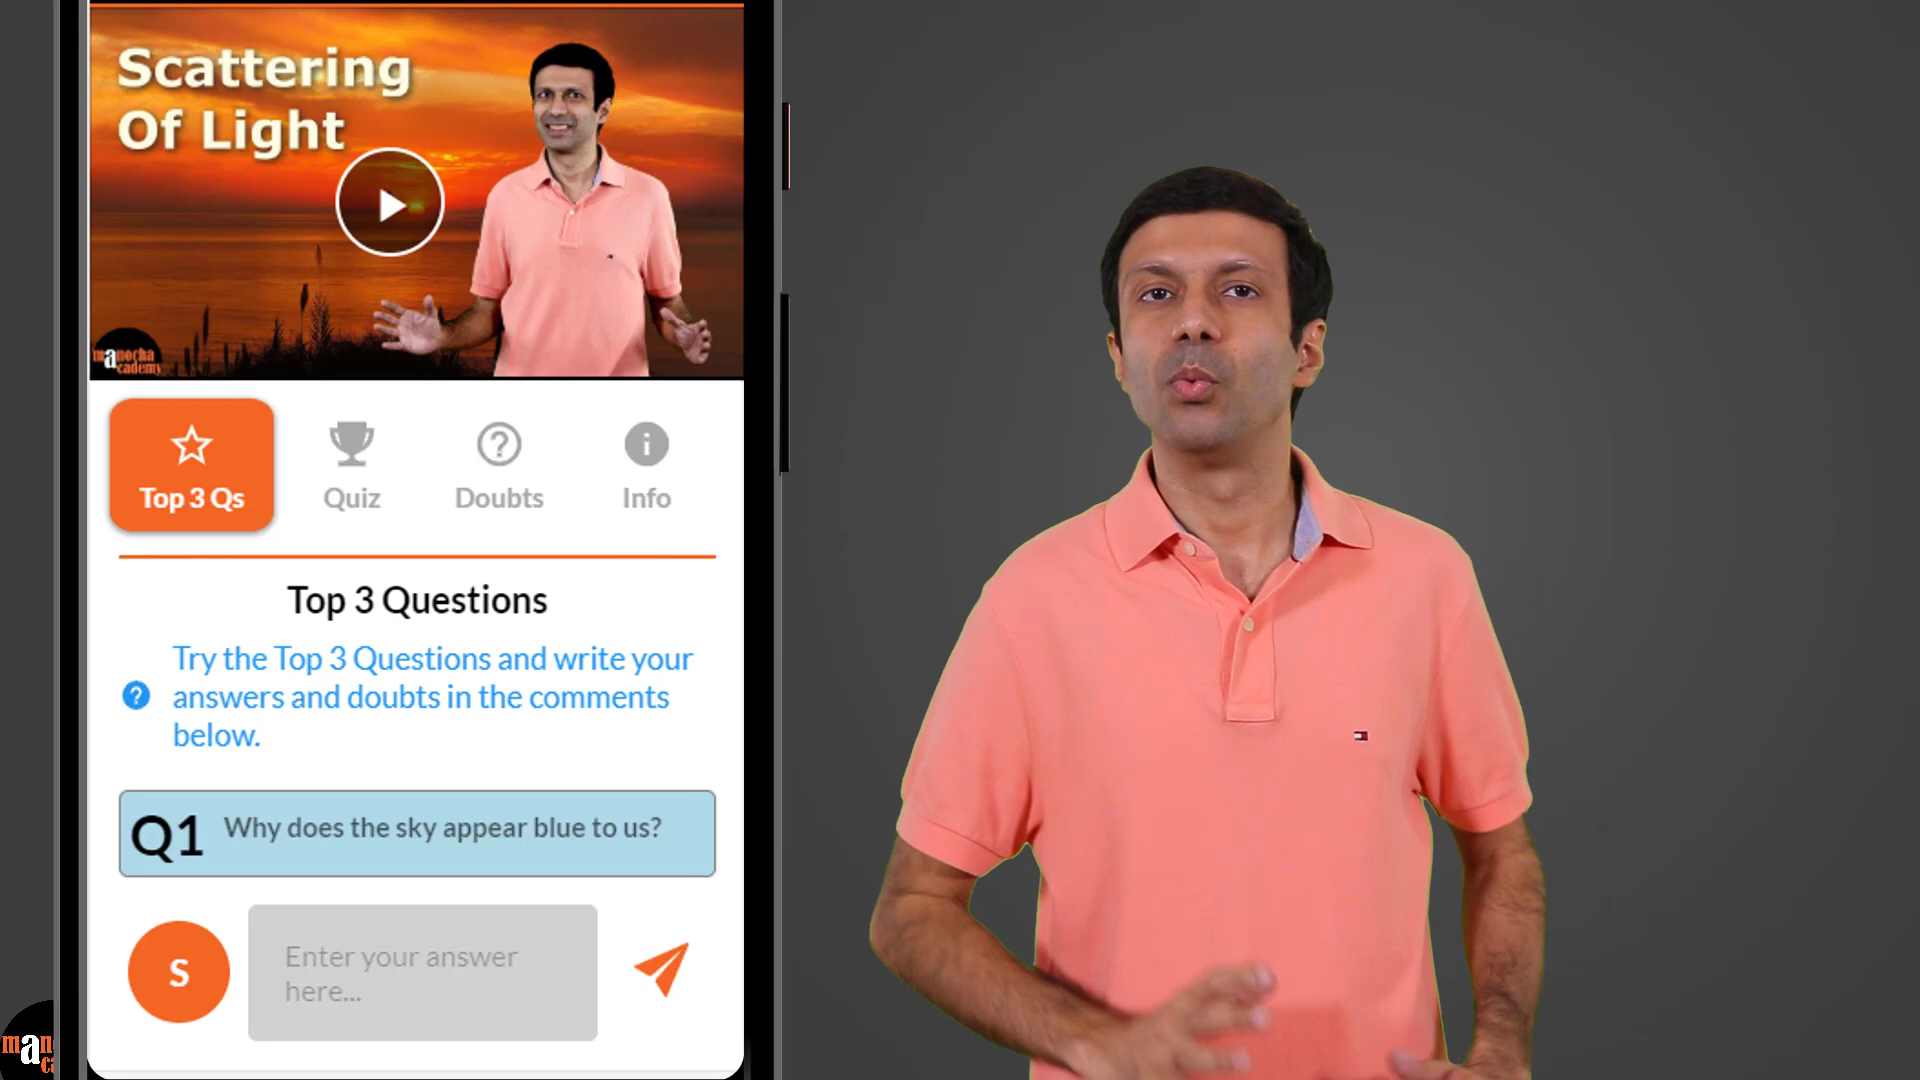 Scattering
Of Light
manocha
academy
Top 3 Qs
Quiz
Doubts
Info
Top 3 Questions
Try the Top 3 Questions and write your
answers and doubts in the comments
below.
Q1 Why does the sky appear blue to us?
S
Enter your answer
here...